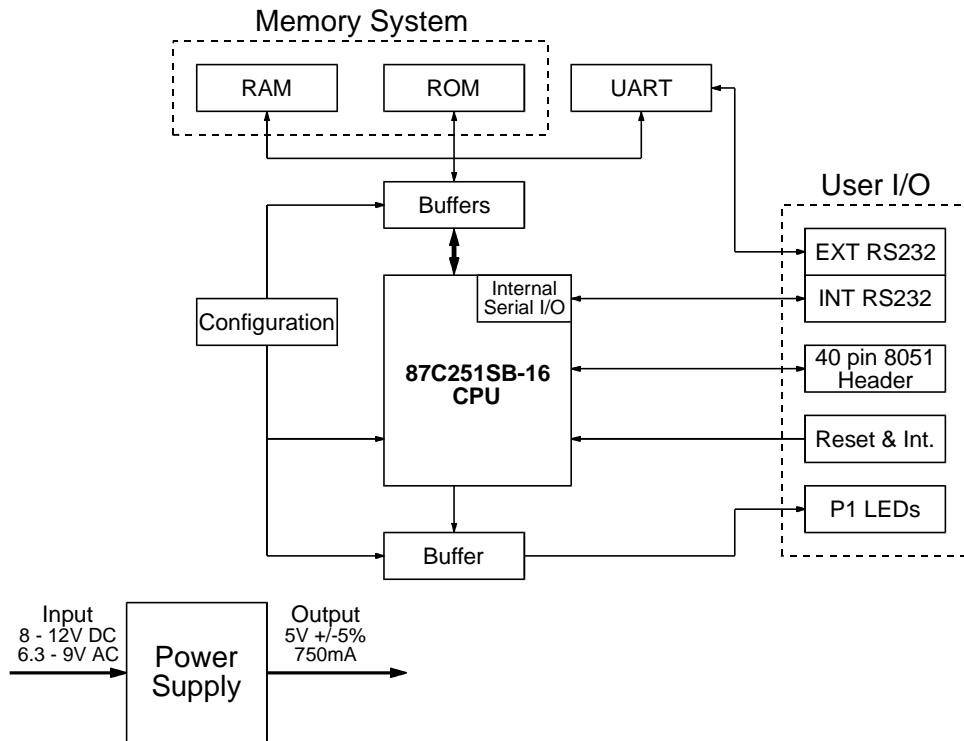 Memory System
RAM
ROM
UART
Buffers
User I/O
EXT RS232
Internal
Serial I/O
INT RS232
Configuration
87C251SB-16
CPU
40 pin 8051
Header
Reset & Int.
P1 LEDs
Buffer
Input
8 - 12V DC
6.3 - 9V AC
Power
Supply
Output
5V +/-5%
750mA